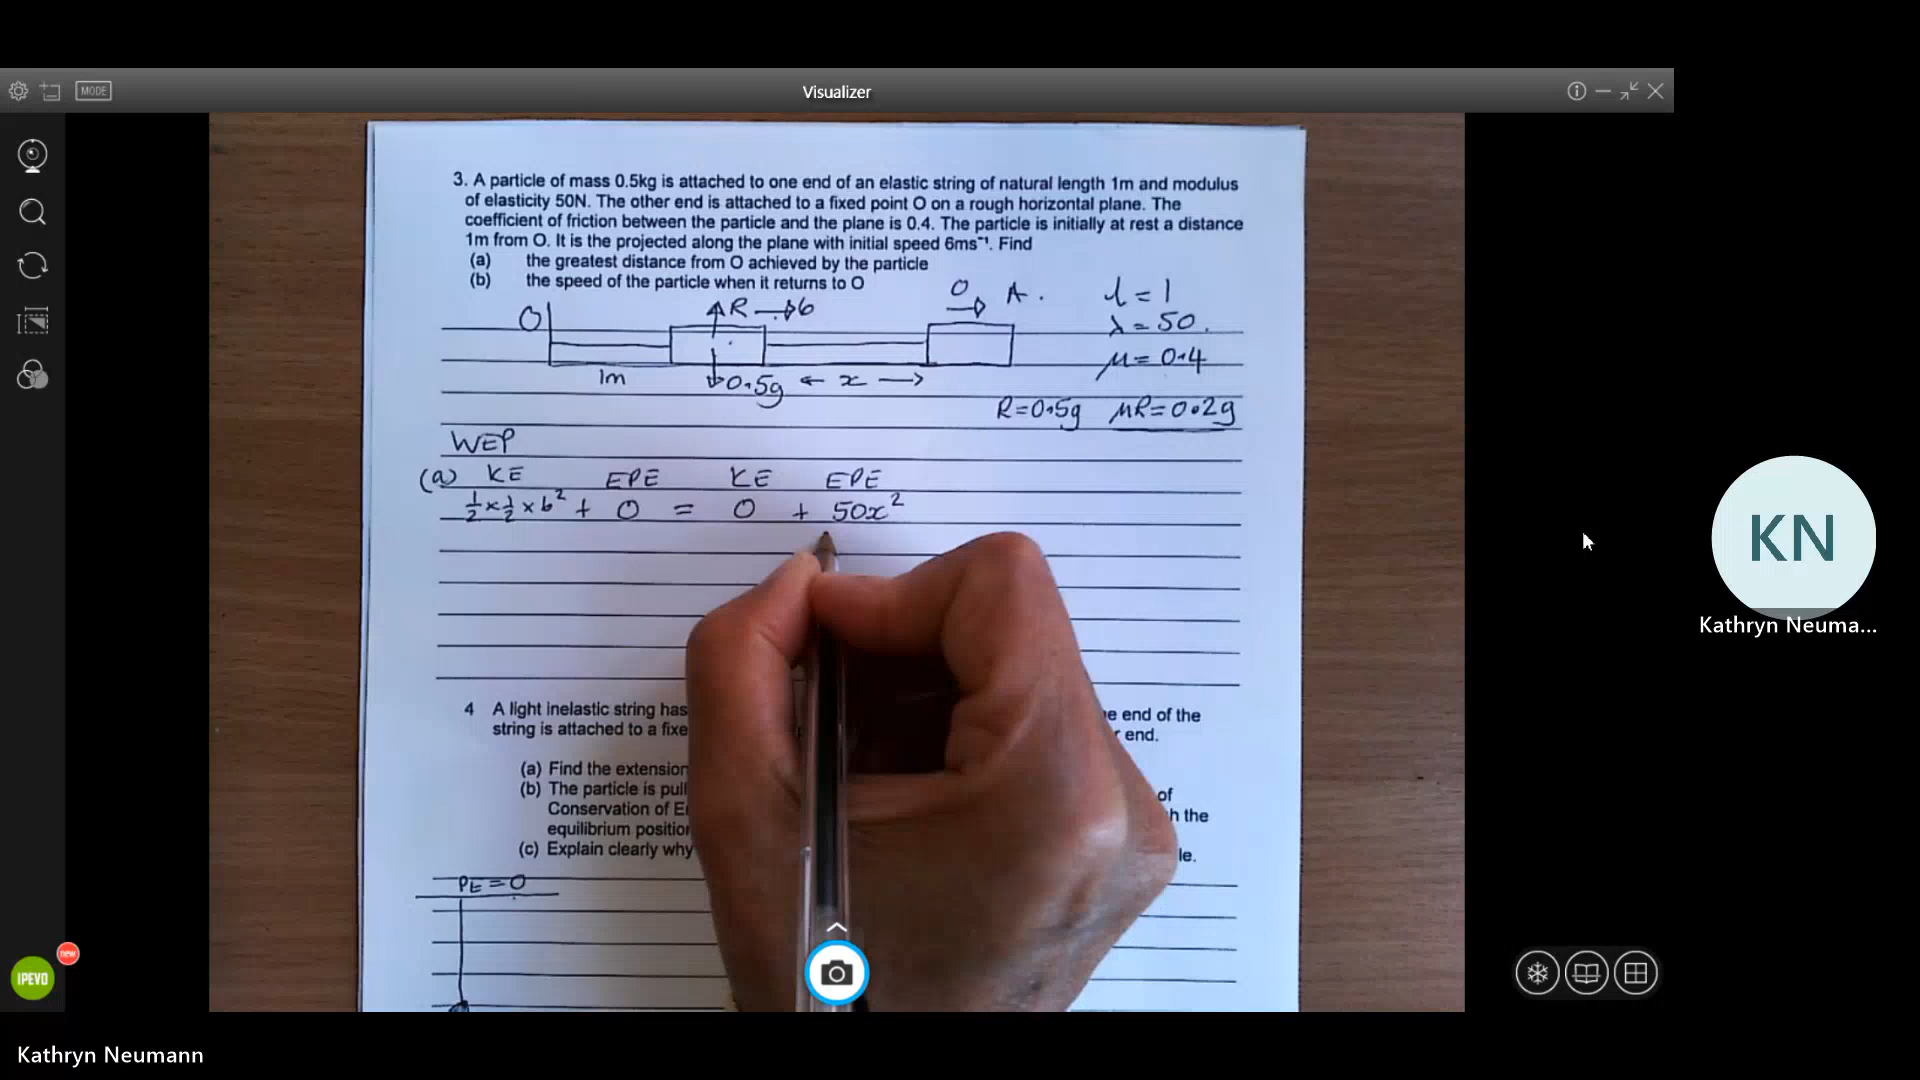 MODE
Visualizer
3. A particle of mass 0.5kg is attached to one end of an elastic string of natural length 1m and modulus
of elasticity 50N. The other end is attached to a fixed point O on a rough horizontal plane. The
coefficient of friction between the particle and the plane is 0.4. The particle is initially at rest a distance
1m from O. It is the projected along the plane with initial speed 6ms⁻¹. Find
(a) the greatest distance from O achieved by the particle
(b) the speed of the particle when it returns to O
O R → 6 0 → A. l = 1
λ = 50.
μ = 0.4
1m 0.5g ← x →
R = 0.5g μR = 0.2g
WEP
(a) KE EPE KE EPE
½ × ½ × 6² + 0 = 0 + 50x²
4 A light inelastic string has e end of the
string is attached to a fixe r end.
(a) Find the extension
(b) The particle is pull of
Conservation of E h the
equilibrium position
(c) Explain clearly why le.
PE = 0
KN
Kathryn Neuma...
new
IPEVO
Kathryn Neumann